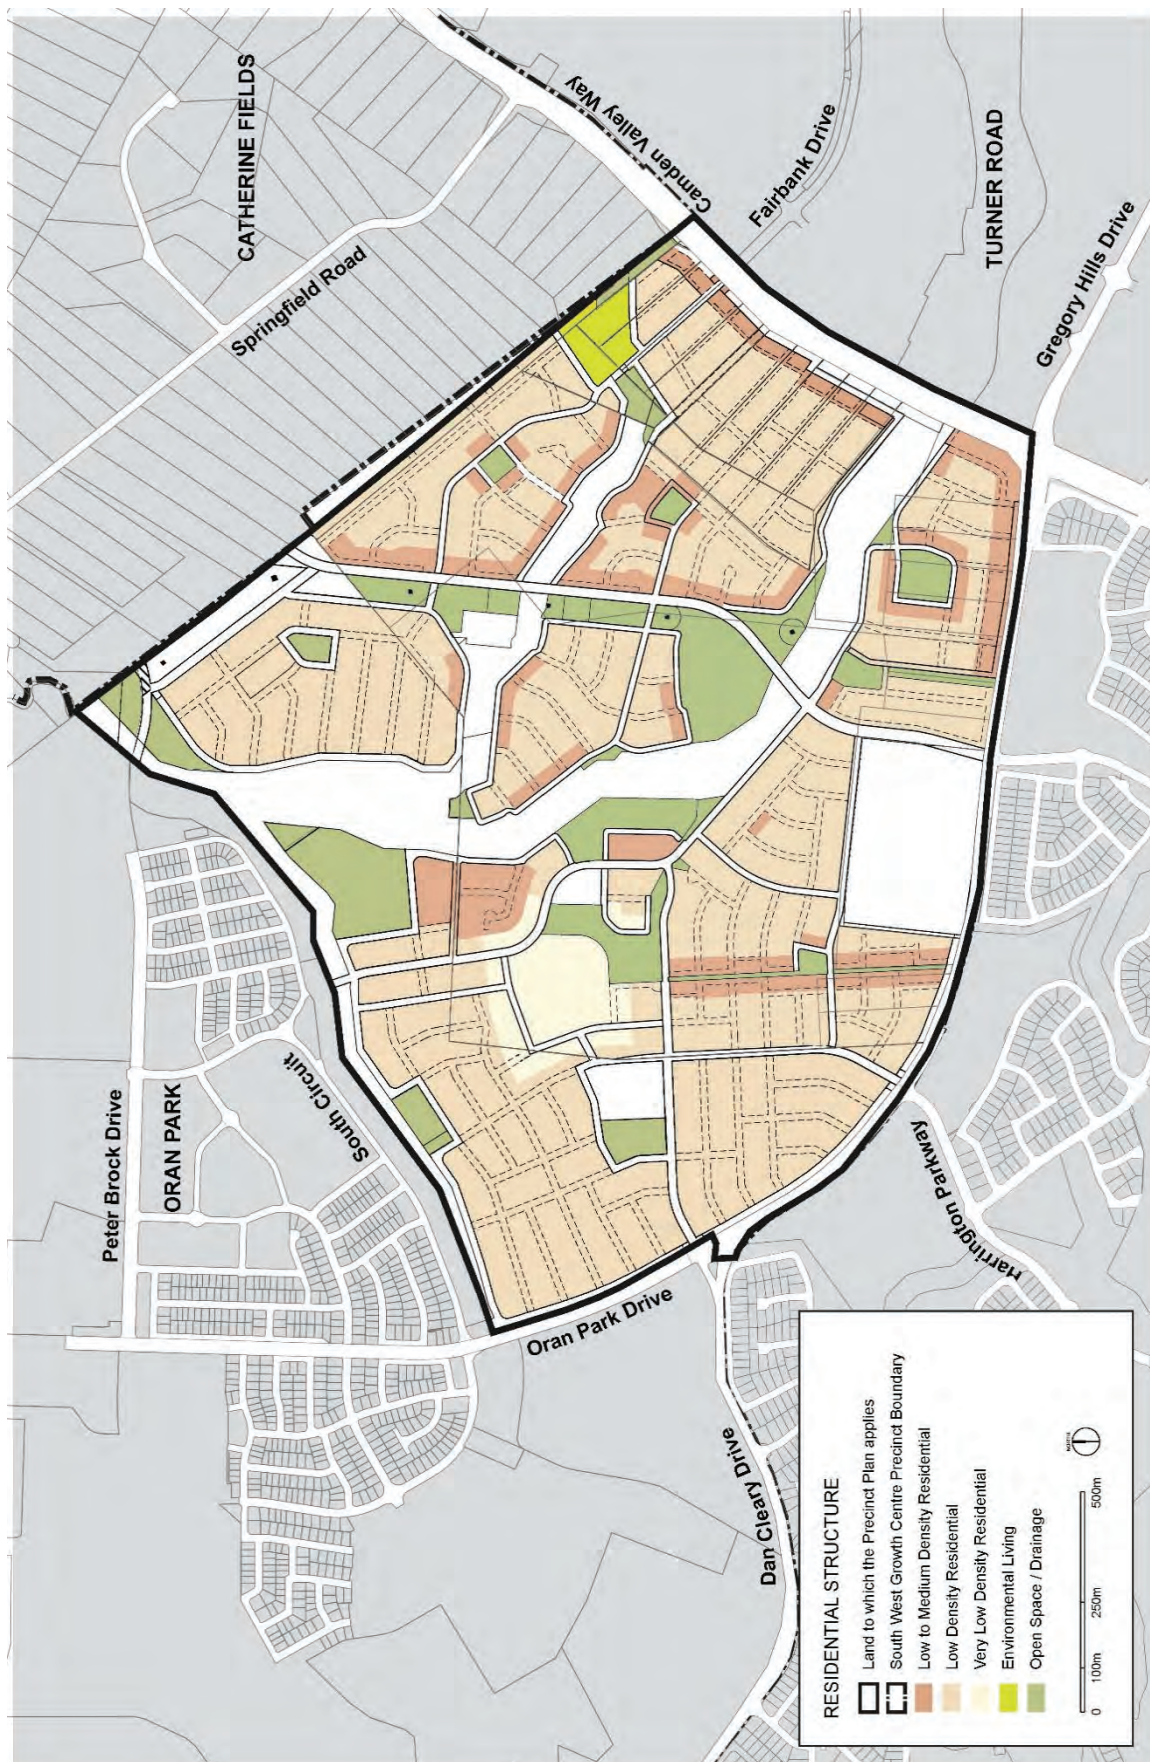 CATHERINE FIELDS
Springfield Road
Camden Valley Way
Fairbank Drive
TURNER ROAD
Gregory Hills Drive
Peter Brock Drive
ORAN PARK
South Circuit
Oran Park Drive
Dan Cleary Drive
Harrington Parkway
RESIDENTIAL STRUCTURE
Land to which the Precinct Plan applies
South West Growth Centre Precinct Boundary
Low to Medium Density Residential
Low Density Residential
Very Low Density Residential
Environmental Living
Open Space / Drainage
0 100m 250m 500m